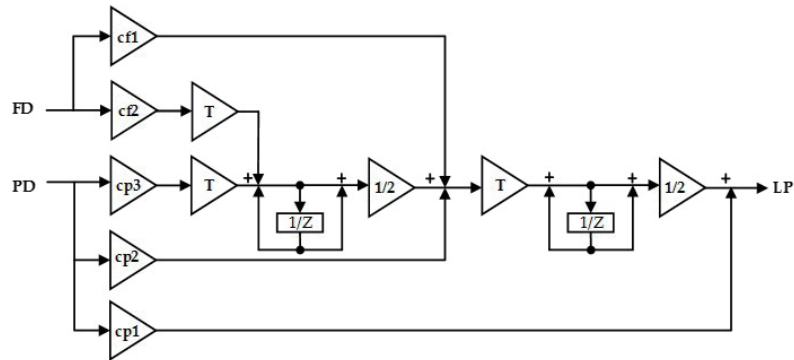 cf1
FD
cf2
T
PD
cp3
T
+
+
1/2
+
+
T
+
+
1/2
+
LP
1/Z
1/Z
cp2
cp1